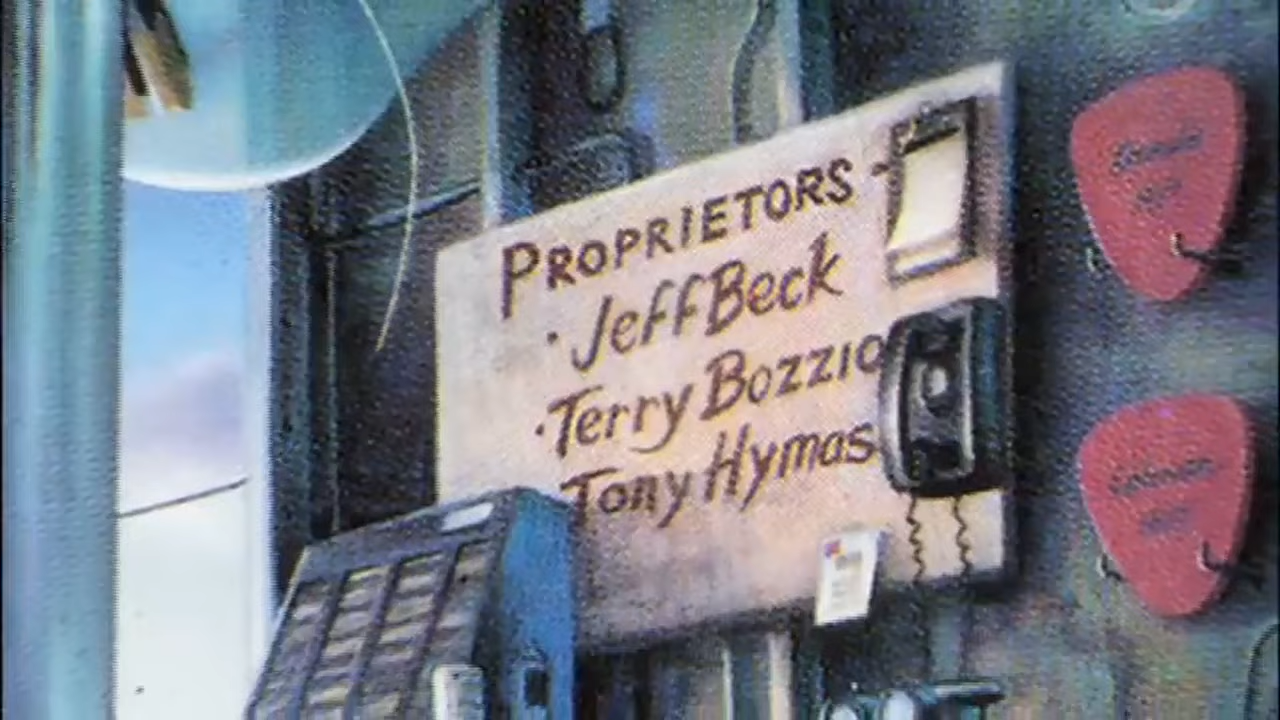 PROPRIETORS -
· Jeff Beck
· Terry Bozzio
Tony Hymas